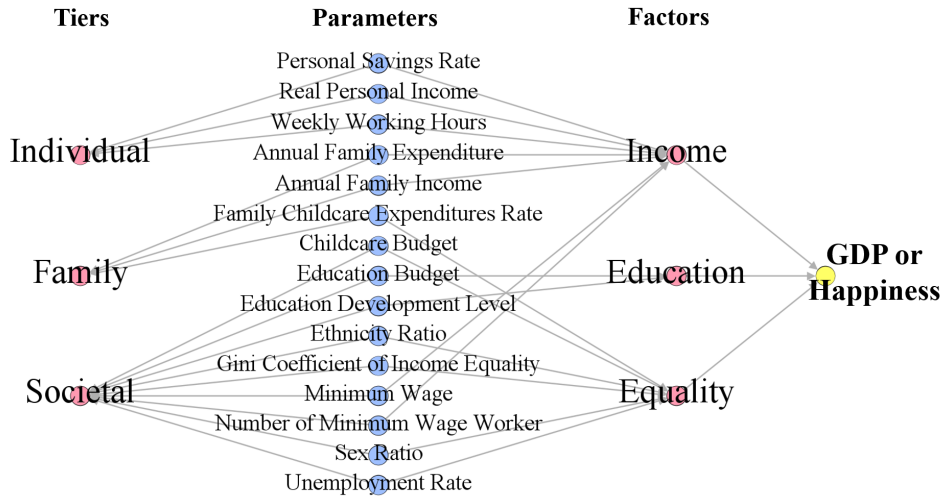 Tiers
Parameters
Factors
Personal Savings Rate
Real Personal Income
Weekly Working Hours
Individual
Annual Family Expenditure
Income
Annual Family Income
Family Childcare Expenditures Rate
Childcare Budget
GDP or
Happiness
Family
Education Budget
Education
Education Development Level
Ethnicity Ratio
Gini Coefficient of Income Equality
Societal
Minimum Wage
Equality
Number of Minimum Wage Worker
Sex Ratio
Unemployment Rate